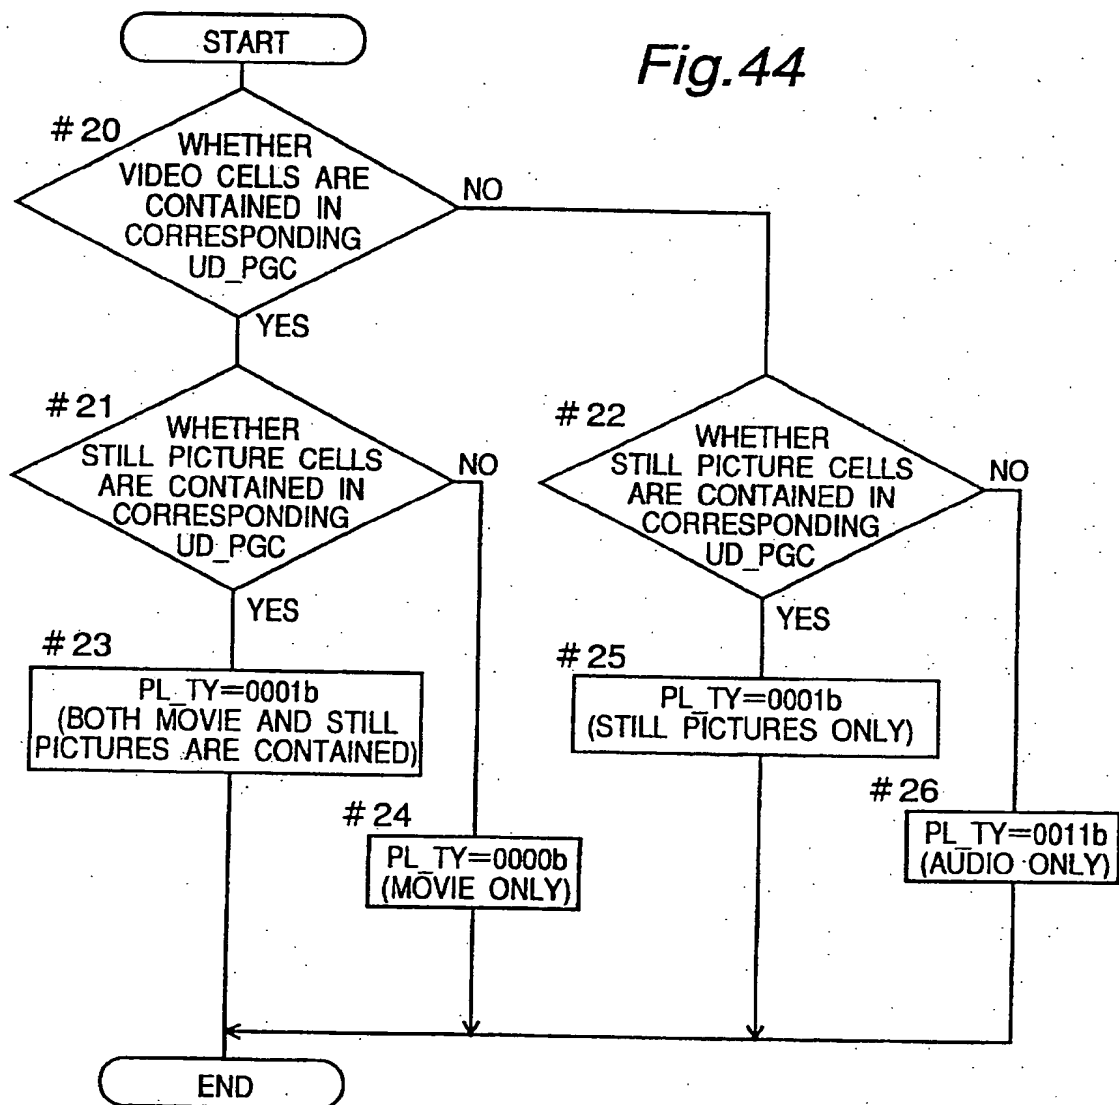 START
Fig.44
#20
WHETHER
VIDEO CELLS ARE
CONTAINED IN
CORRESPONDING
UD_PGC
NO
YES
#21
WHETHER
STILL PICTURE CELLS
ARE CONTAINED IN
CORRESPONDING
UD_PGC
NO
YES
#22
WHETHER
STILL PICTURE CELLS
ARE CONTAINED IN
CORRESPONDING
UD_PGC
NO
YES
#23
PL_TY=0001b
(BOTH MOVIE AND STILL
PICTURES ARE CONTAINED)
#24
PL_TY=0000b
(MOVIE ONLY)
#25
PL_TY=0001b
(STILL PICTURES ONLY)
#26
PL_TY=0011b
(AUDIO ONLY)
END